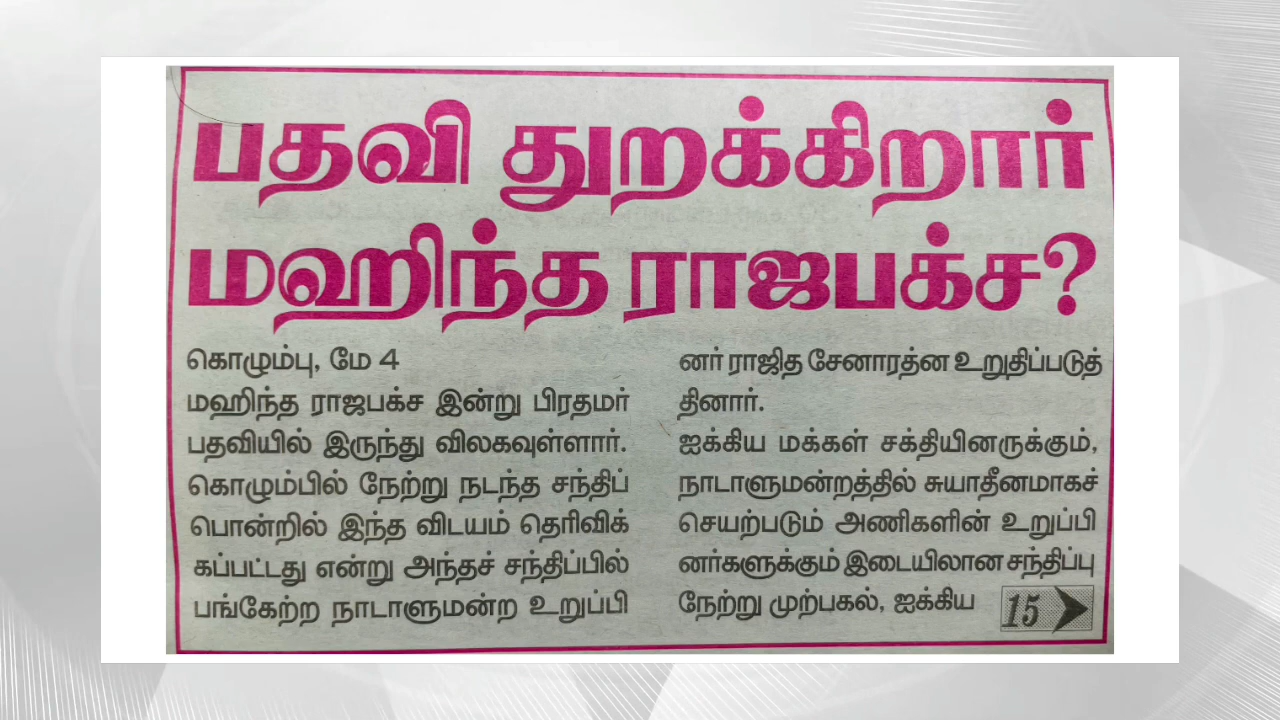 பதவி துறக்கிறார்
மஹிந்த ராஜபக்ச?
கொழும்பு, மே 4
மஹிந்த ராஜபக்ச இன்று பிரதமர்
பதவியில் இருந்து விலகவுள்ளார்.
கொழும்பில் நேற்று நடந்த சந்திப்
பொன்றில் இந்த விடயம் தெரிவிக்
கப்பட்டது என்று அந்தச் சந்திப்பில்
பங்கேற்ற நாடாளுமன்ற உறுப்பி
னர் ராஜித சேனாரத்ன உறுதிப்படுத்
தினார்.
ஐக்கிய மக்கள் சக்தியினருக்கும்,
நாடாளுமன்றத்தில் சுயாதீனமாகச்
செயற்படும் அணிகளின் உறுப்பி
னர்களுக்கும் இடையிலான சந்திப்பு
நேற்று முற்பகல், ஐக்கிய
15